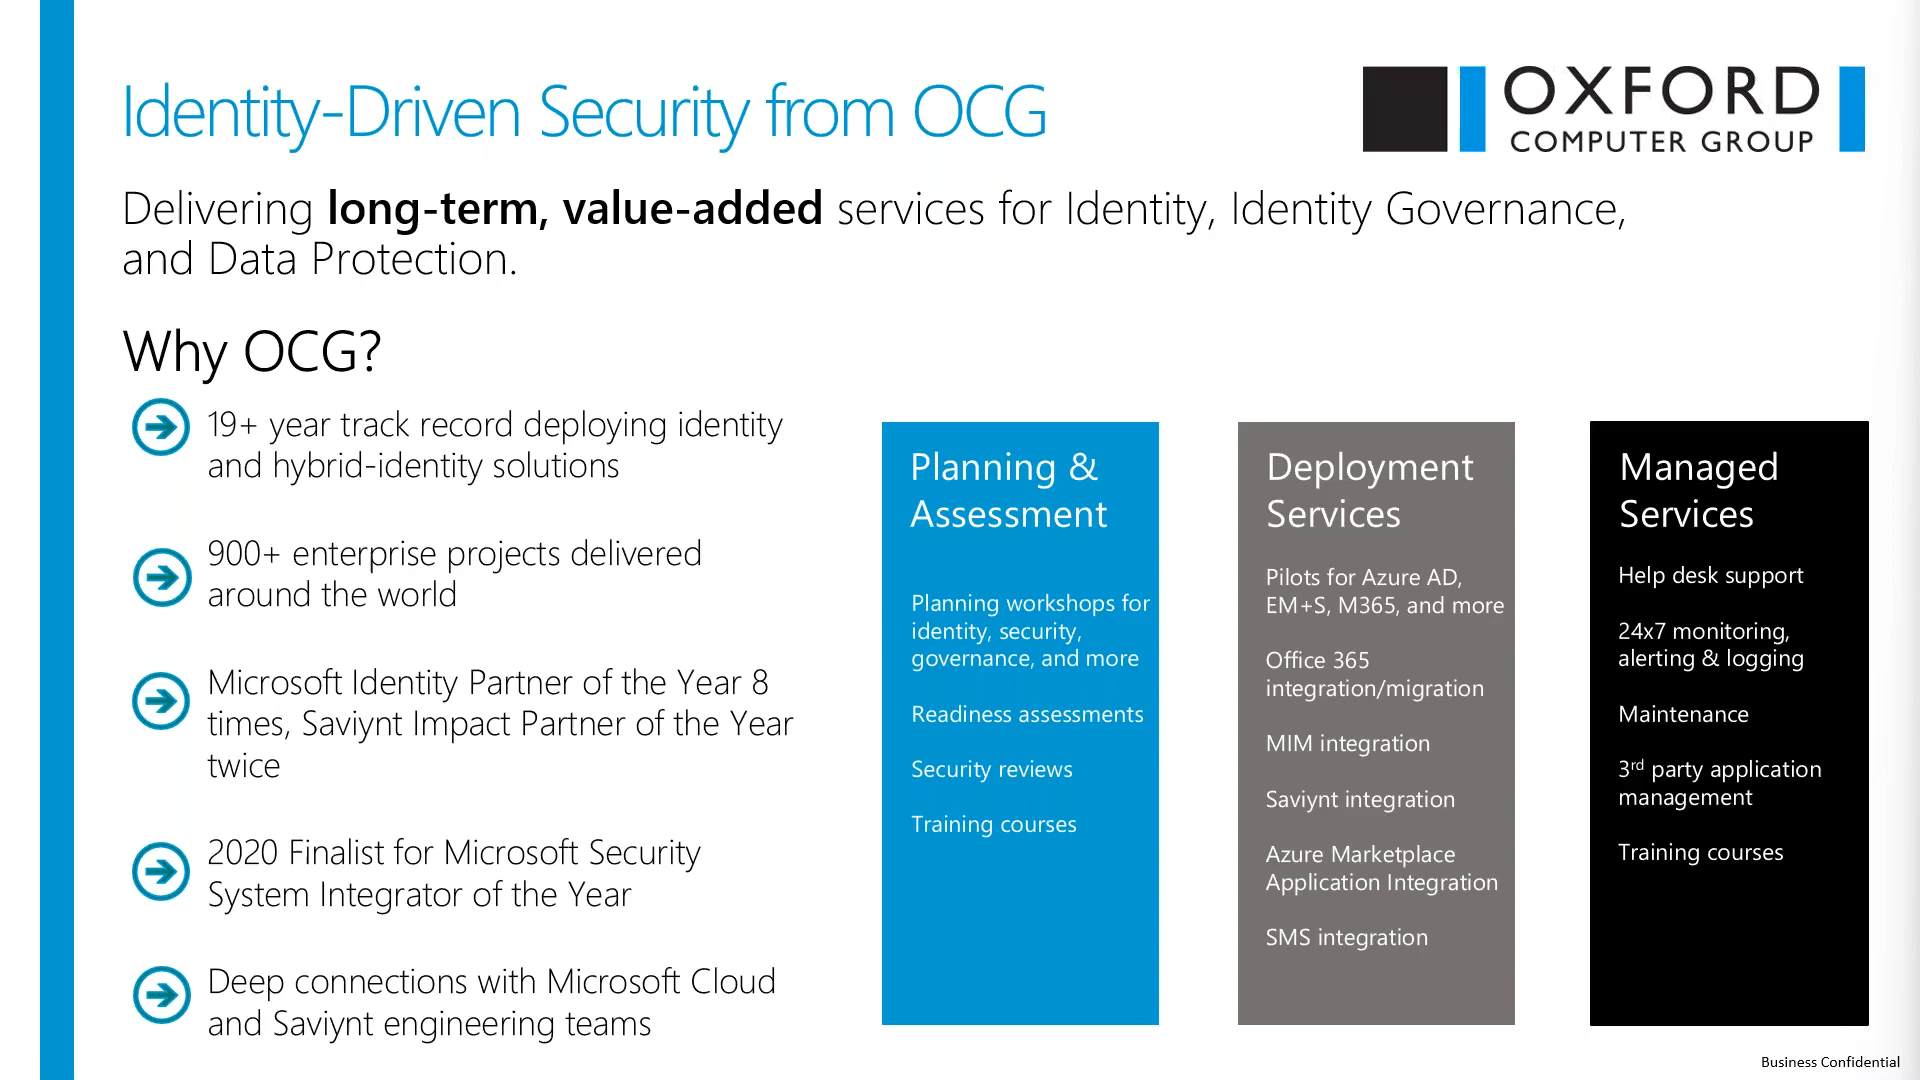 Identity-Driven Security from OCG
OXFORD
COMPUTER GROUP
Delivering long-term, value-added services for Identity, Identity Governance,
and Data Protection.
Why OCG?
19+ year track record deploying identity
and hybrid-identity solutions
900+ enterprise projects delivered
around the world
Microsoft Identity Partner of the Year 8
times, Saviynt Impact Partner of the Year
twice
2020 Finalist for Microsoft Security
System Integrator of the Year
Deep connections with Microsoft Cloud
and Saviynt engineering teams
Planning &
Assessment
Planning workshops for
identity, security,
governance, and more
Readiness assessments
Security reviews
Training courses
Deployment
Services
Pilots for Azure AD,
EM+S, M365, and more
Office 365
integration/migration
MIM integration
Saviynt integration
Azure Marketplace
Application Integration
SMS integration
Managed
Services
Help desk support
24x7 monitoring,
alerting & logging
Maintenance
3rd party application
management
Training courses
Business Confidential